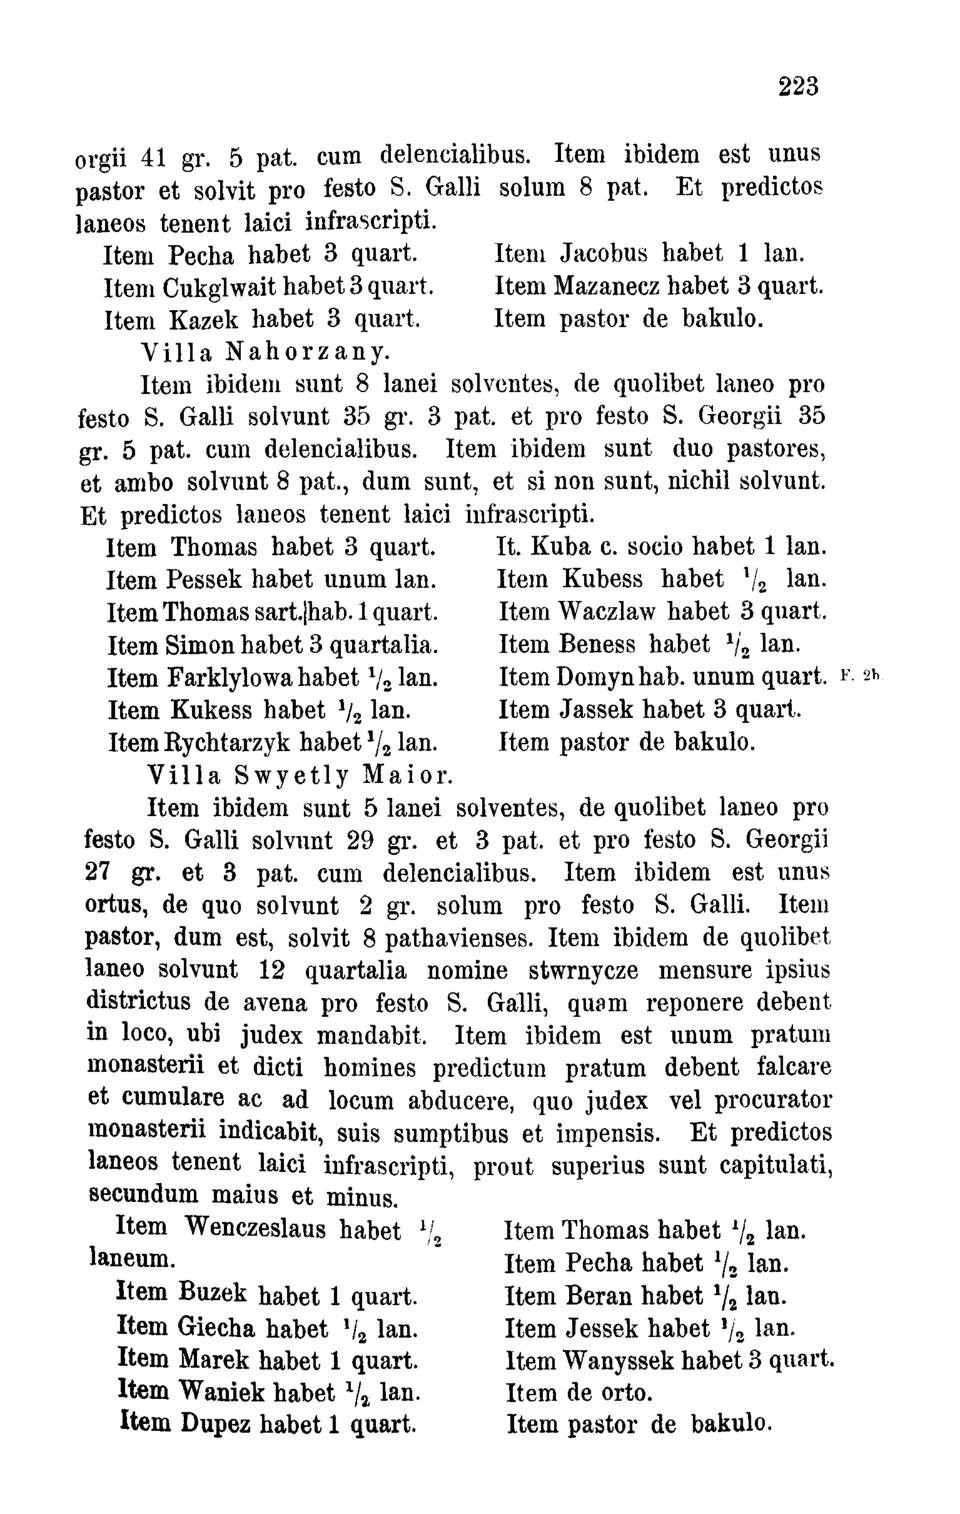 223
orgii 41 gr. 5 pat. cum delencialibus. Item ibidem est unus
pastor et solvit pro festo S. Galli solum 8 pat. Et predictos
laneos tenent laici infrascripti.
Item Pecha habet 3 quart.
Item Cukglwait habet 3 quart.
Item Kazek habet 3 quart.
Item Jacobus habet 1 lan.
Item Mazanecz habet 3 quart.
Item pastor de bakulo.
Villa Nahorzany.
Item ibidem sunt 8 lanei solventes, de quolibet laneo pro
festo S. Galli solvunt 35 gr. 3 pat. et pro festo S. Georgii 35
gr. 5 pat. cum delencialibus. Item ibidem sunt duo pastores,
et ambo solvunt 8 pat., dum sunt, et si non sunt, nichil solvunt.
Et predictos laneos tenent laici infrascripti.
Item Thomas habet 3 quart.
Item Pessek habet unum lan.
Item Thomas sart.|hab. 1 quart.
Item Simon habet 3 quartalia.
Item Farklylowa habet 1/2 lan.
Item Kukess habet 1/2 lan.
Item Rychtarzyk habet 1/2 lan.
It. Kuba c. socio habet 1 lan.
Item Kubess habet 1/2 lan.
Item Waczlaw habet 3 quart.
Item Beness habet 1/2 lan.
Item Domyn hab. unum quart. F. 2b
Item Jassek habet 3 quart.
Item pastor de bakulo.
Villa Swyetly Maior.
Item ibidem sunt 5 lanei solventes, de quolibet laneo pro
festo S. Galli solvunt 29 gr. et 3 pat. et pro festo S. Georgii
27 gr. et 3 pat. cum delencialibus. Item ibidem est unus
ortus, de quo solvunt 2 gr. solum pro festo S. Galli. Item
pastor, dum est, solvit 8 pathavienses. Item ibidem de quolibet
laneo solvunt 12 quartalia nomine stwrnycze mensure ipsius
districtus de avena pro festo S. Galli, quam reponere debent
in loco, ubi judex mandabit. Item ibidem est unum pratum
monasterii et dicti homines predictum pratum debent falcare
et cumulare ac ad locum abducere, quo judex vel procurator
monasterii indicabit, suis sumptibus et impensis. Et predictos
laneos tenent laici infrascripti, prout superius sunt capitulati,
secundum maius et minus.
Item Wenczeslaus habet 1/2
laneum.
Item Buzek habet 1 quart.
Item Giecha habet 1/2 lan.
Item Marek habet 1 quart.
Item Waniek habet 1/2 lan.
Item Dupez habet 1 quart.
Item Thomas habet 1/2 lan.
Item Pecha habet 1/2 lan.
Item Beran habet 1/2 lan.
Item Jessek habet 1/2 lan.
Item Wanyssek habet 3 quart.
Item de orto.
Item pastor de bakulo.